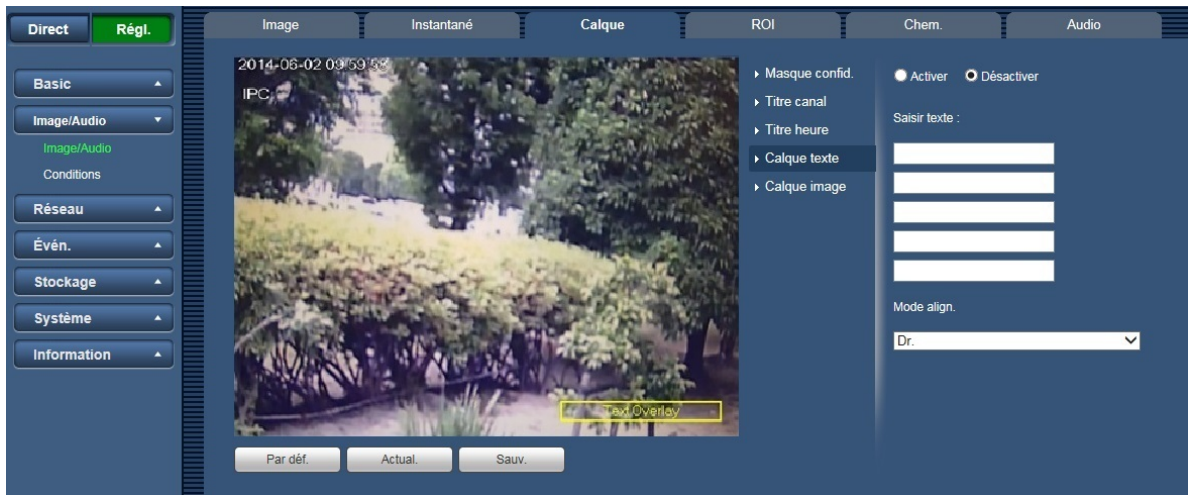 Direct Régl.
Image Instantané Calque ROI Chem. Audio
Basic
Image/Audio
Image/Audio
Conditions
Réseau
Évén.
Stockage
Système
Information
2014-06-02 09:59:58
IPC
Text Overlay
Par déf. Actual. Sauv.
Masque confid.
Titre canal
Titre heure
Calque texte
Calque image
Activer Désactiver
Saisir texte :
Mode align.
Dr.